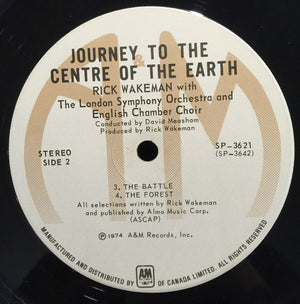 JOURNEY TO THE
CENTRE OF THE EARTH
RICK WAKEMAN with
The London Symphony Orchestra and
English Chamber Choir
Conducted by David Measham
Produced by Rick Wakeman
STEREO
SIDE 2
SP-3621
(SP-3642)
3. THE BATTLE
4. THE FOREST
All selections written by Rick Wakeman
and published by Almo Music Corp.
(ASCAP)
℗1974 A&M Records, Inc.
MANUFACTURED AND DISTRIBUTED BY A&M RECORDS OF CANADA LIMITED. ALL RIGHTS RESERVED.